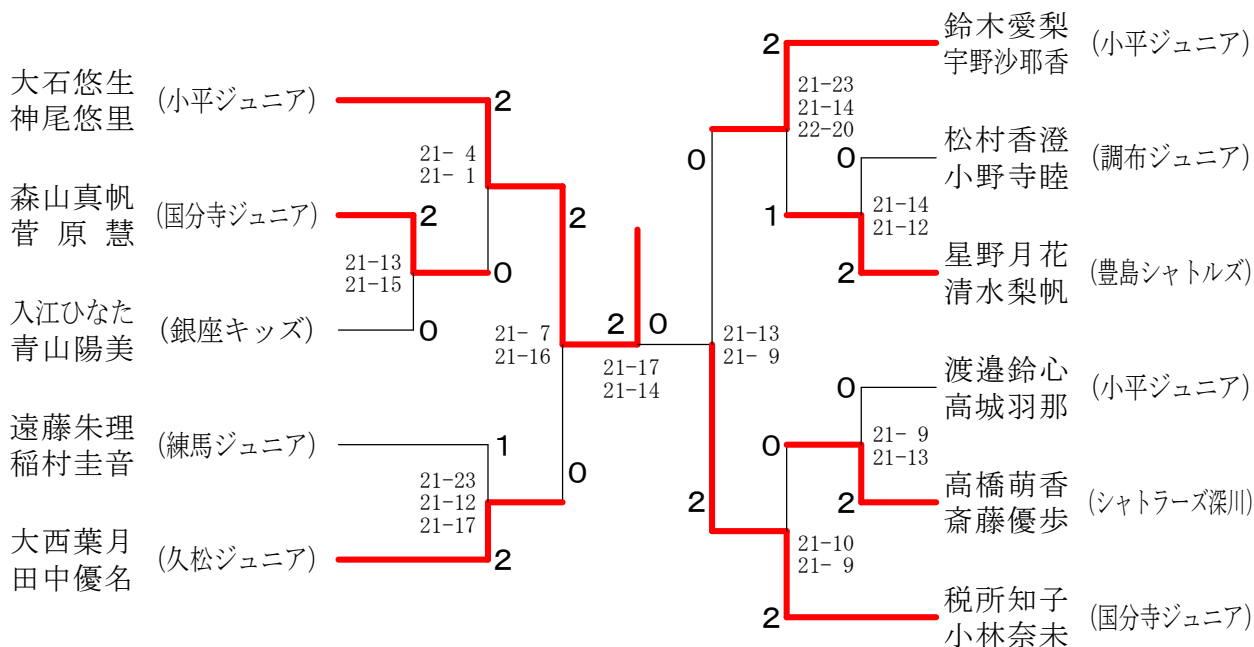 大石悠生
神尾悠里
(小平ジュニア)
2
21- 4
21- 1
森山真帆
菅原慧
(国分寺ジュニア)
2
21-13
21-15
0
入江ひなた
青山陽美
(銀座キッズ)
0
2
21- 7
21-16
遠藤朱理
稲村圭音
(練馬ジュニア)
1
21-23
21-12
21-17
0
大西葉月
田中優名
(久松ジュニア)
2
2
0
21-17
21-14
鈴木愛梨
宇野沙耶香
(小平ジュニア)
2
21-23
21-14
22-20
0
松村香澄
小野寺睦
(調布ジュニア)
0
21-14
21-12
1
星野月花
清水梨帆
(豊島シャトルズ)
2
21-13
21- 9
渡邉鈴心
高城羽那
(小平ジュニア)
0
21- 9
21-13
0
高橋萌香
斎藤優歩
(シャトラーズ深川)
2
2
21-10
21- 9
税所知子
小林奈未
(国分寺ジュニア)
2